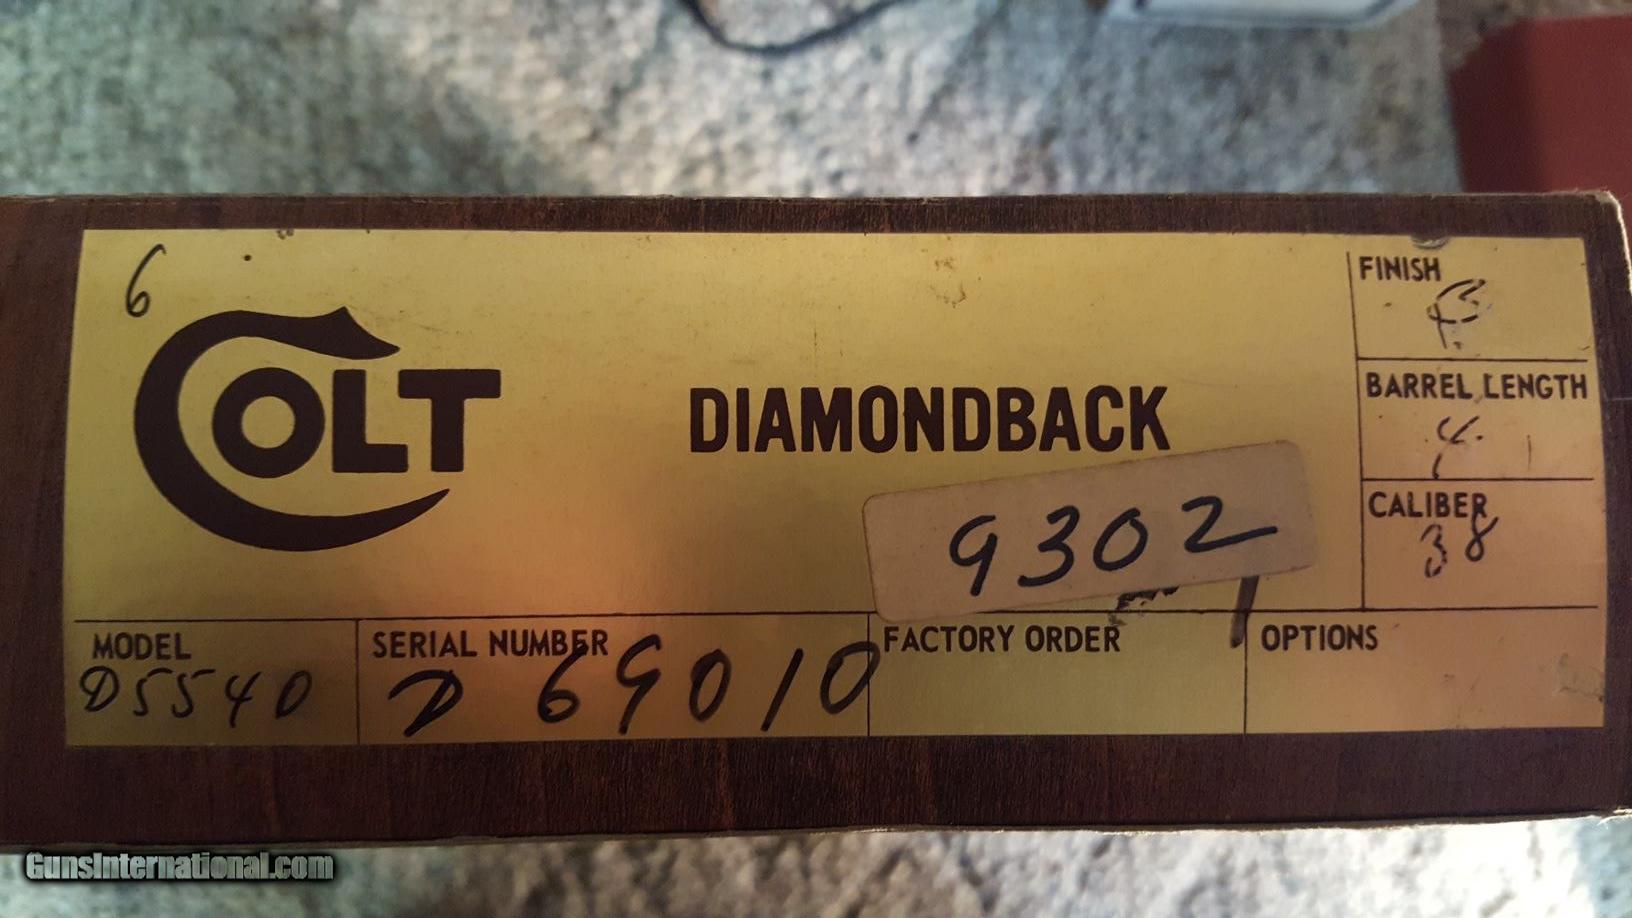 6
COLT
DIAMONDBACK
9302
FINISH
B
BARREL LENGTH
4
CALIBER
38
MODEL
D5540
SERIAL NUMBER
D 69010
FACTORY ORDER
OPTIONS
GunsInternational.com